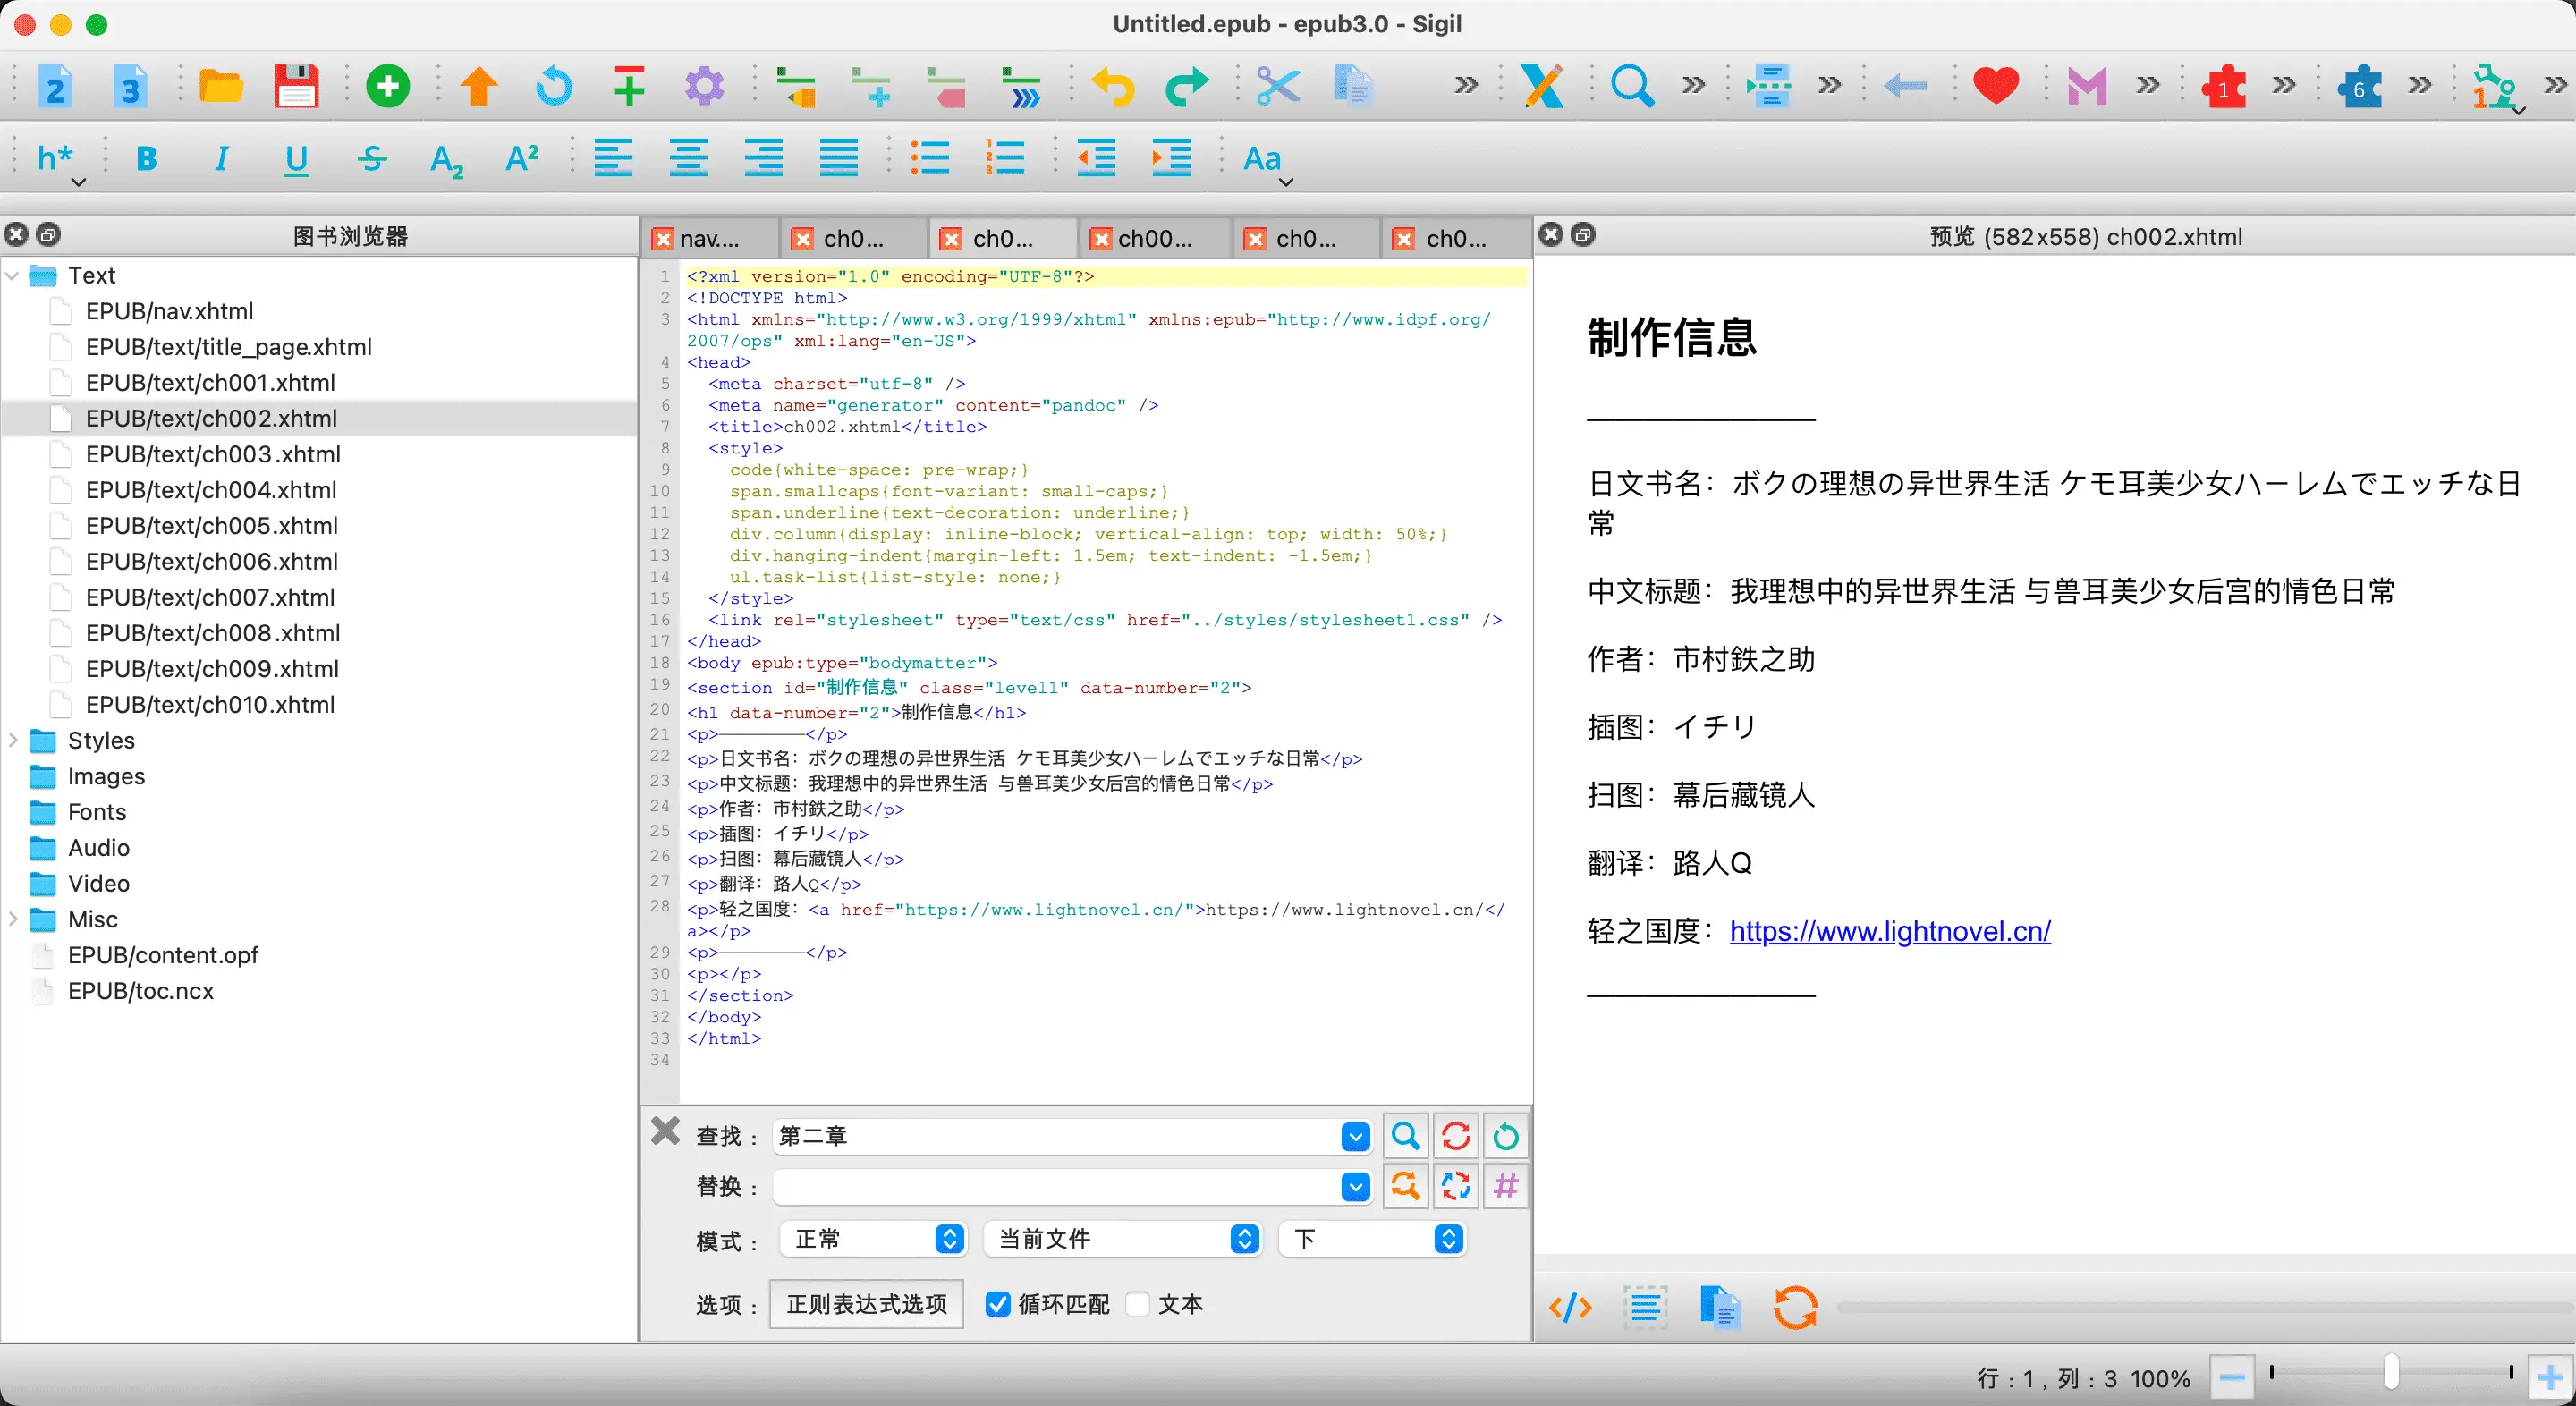 Untitled.epub - epub3.0 - Sigil
2
3
1
6
1
h*
B
I
U
S
A2
A2
1
2
3
Aa
图书浏览器
Text
EPUB/nav.xhtml
EPUB/text/title_page.xhtml
EPUB/text/ch001.xhtml
EPUB/text/ch002.xhtml
EPUB/text/ch003.xhtml
EPUB/text/ch004.xhtml
EPUB/text/ch005.xhtml
EPUB/text/ch006.xhtml
EPUB/text/ch007.xhtml
EPUB/text/ch008.xhtml
EPUB/text/ch009.xhtml
EPUB/text/ch010.xhtml
Styles
Images
Fonts
Audio
Video
Misc
EPUB/content.opf
EPUB/toc.ncx
nav.... ch0... ch0... ch00... ch0... ch0...
1 <?xml version="1.0" encoding="UTF-8"?>
2 <!DOCTYPE html>
3 <html xmlns="http://www.w3.org/1999/xhtml" xmlns:epub="http://www.idpf.org/
2007/ops" xml:lang="en-US">
4 <head>
5 <meta charset="utf-8" />
6 <meta name="generator" content="pandoc" />
7 <title>ch002.xhtml</title>
8 <style>
9 code{white-space: pre-wrap;}
10 span.smallcaps{font-variant: small-caps;}
11 span.underline{text-decoration: underline;}
12 div.column{display: inline-block; vertical-align: top; width: 50%;}
13 div.hanging-indent{margin-left: 1.5em; text-indent: -1.5em;}
14 ul.task-list{list-style: none;}
15 </style>
16 <link rel="stylesheet" type="text/css" href="../styles/stylesheet1.css" />
17 </head>
18 <body epub:type="bodymatter">
19 <section id="制作信息" class="level1" data-number="2">
20 <h1 data-number="2">制作信息</h1>
21 <p>————————</p>
22 <p>日文书名：ボクの理想の异世界生活 ケモ耳美少女ハーレムでエッチな日常</p>
23 <p>中文标题：我理想中的异世界生活 与兽耳美少女后宫的情色日常</p>
24 <p>作者：市村鉄之助</p>
25 <p>插图：イチリ</p>
26 <p>扫图：幕后藏镜人</p>
27 <p>翻译：路人Q</p>
28 <p>轻之国度：<a href="https://www.lightnovel.cn/">https://www.lightnovel.cn/</
a></p>
29 <p>————————</p>
30 <p></p>
31 </section>
32 </body>
33 </html>
34
查找： 第二章
替换：
模式： 正常 当前文件 下
选项： 正则表达式选项 循环匹配 文本
预览 (582x558) ch002.xhtml
制作信息
————————
日文书名：ボクの理想の异世界生活 ケモ耳美少女ハーレムでエッチな日
常
中文标题：我理想中的异世界生活 与兽耳美少女后宫的情色日常
作者：市村鉄之助
插图：イチリ
扫图：幕后藏镜人
翻译：路人Q
轻之国度：https://www.lightnovel.cn/
————————
行：1，列：3 100%